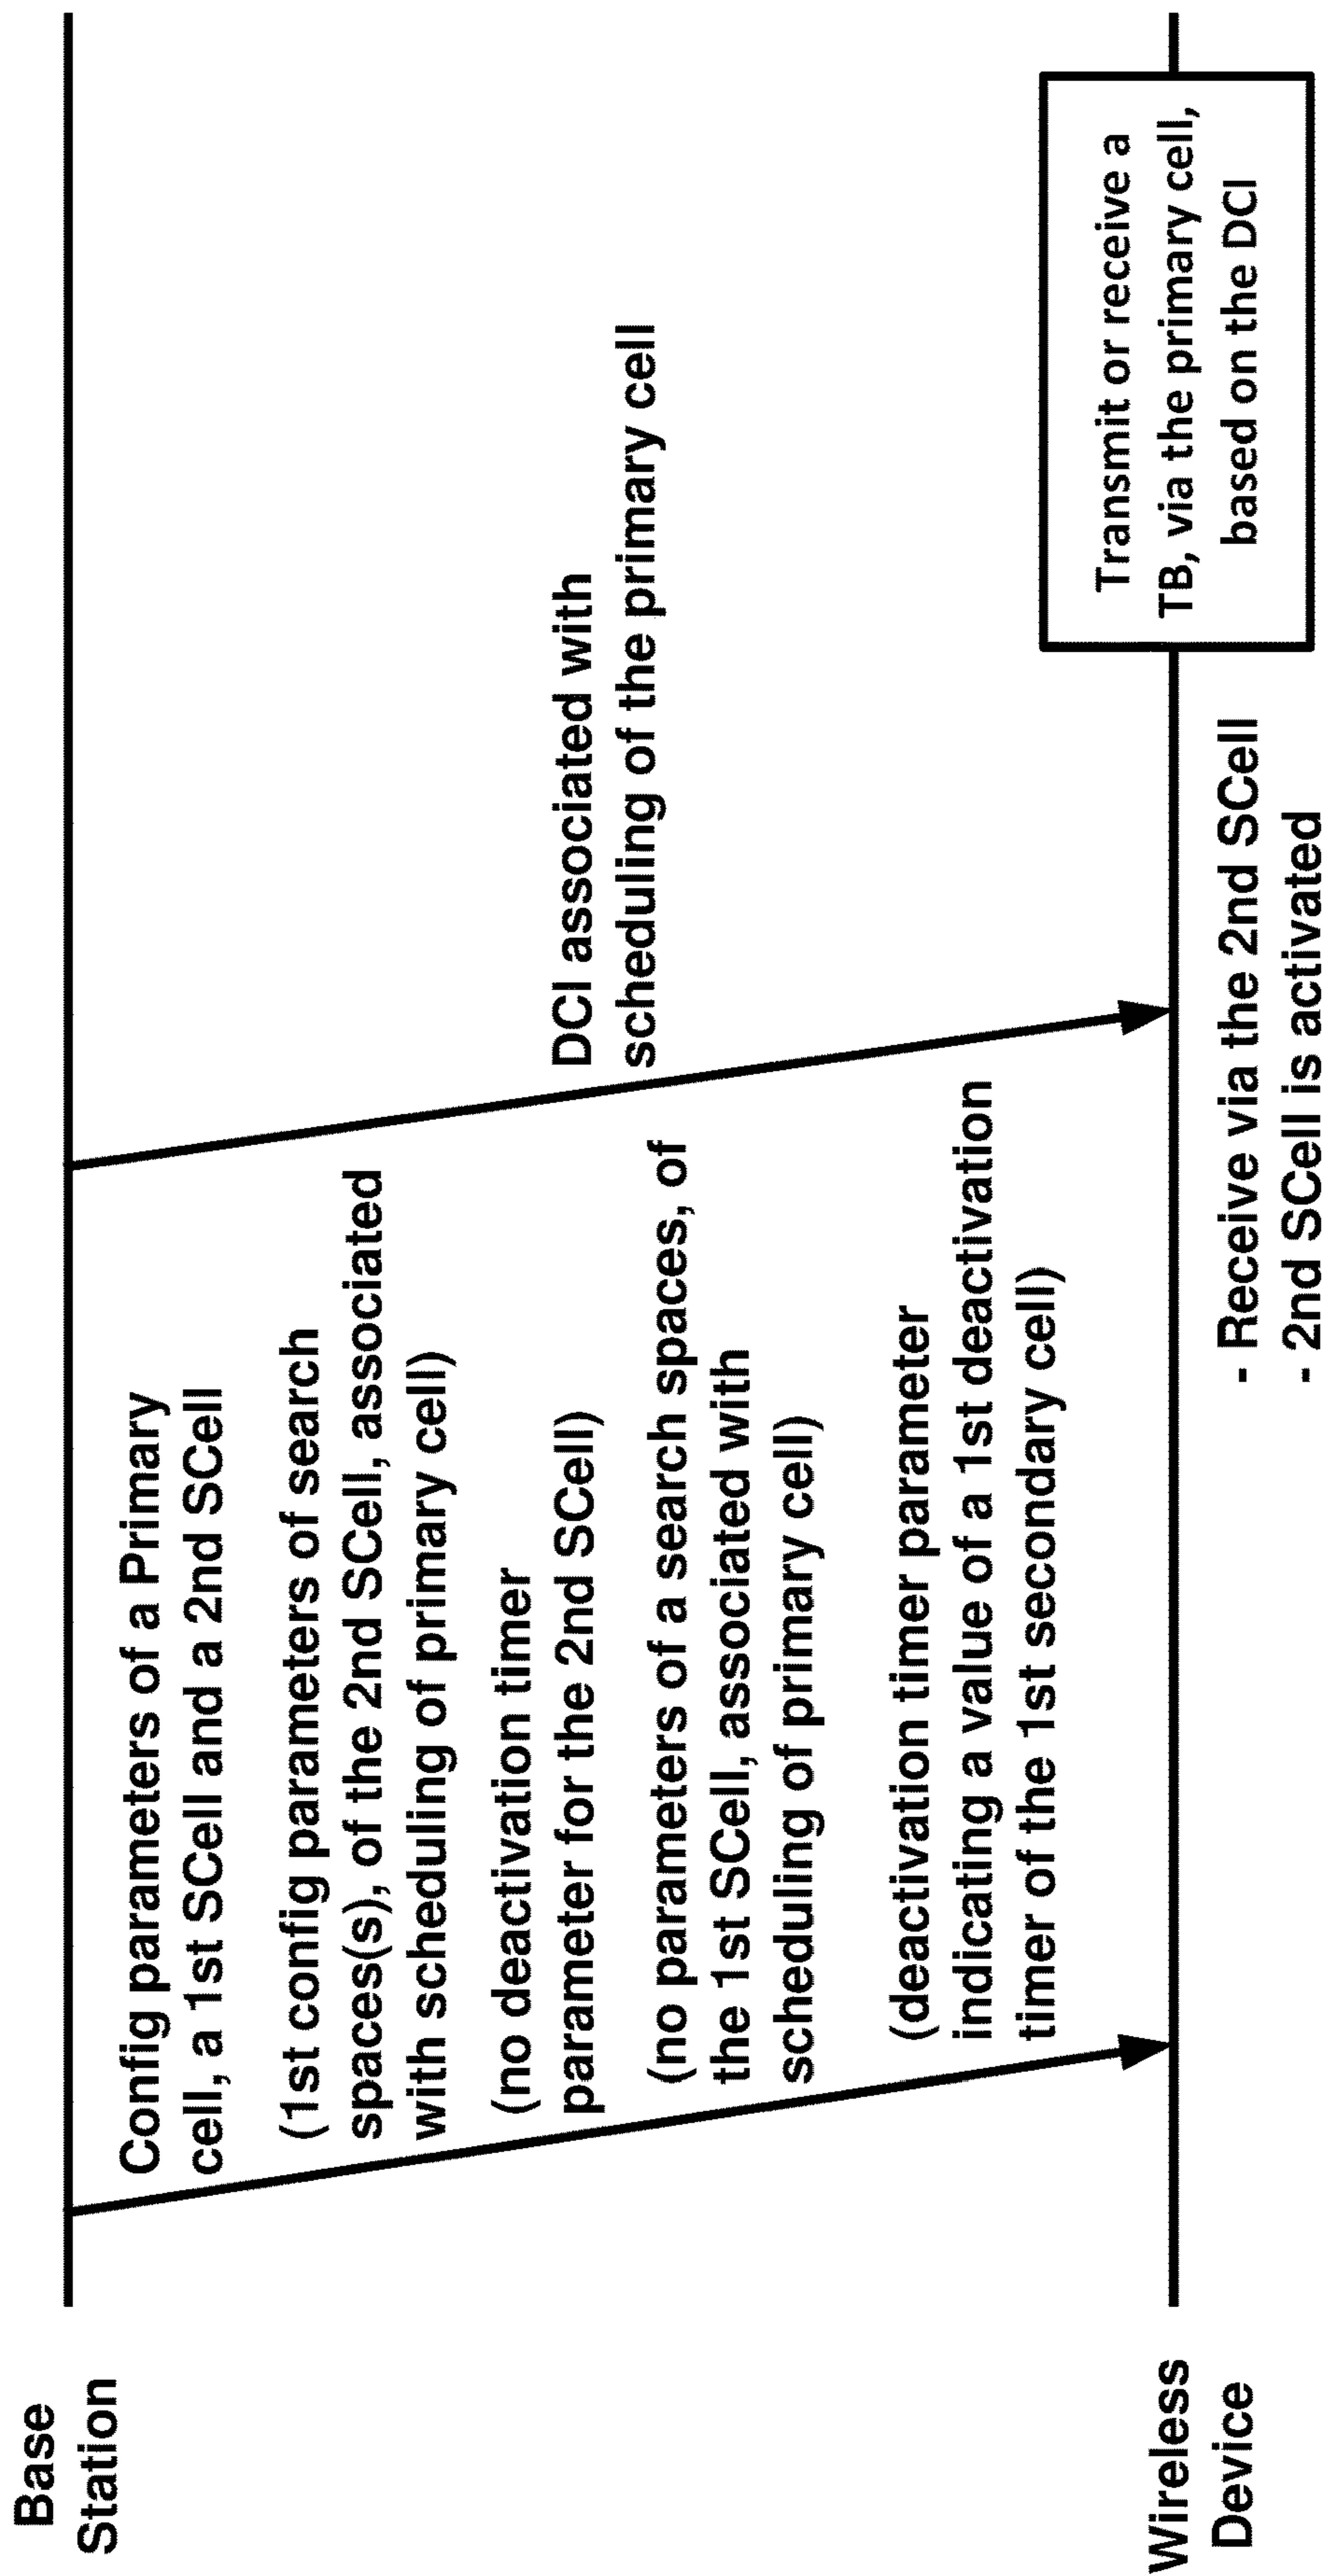 Base
Station
Config parameters of a Primary
cell, a 1st SCell and a 2nd SCell
(1st config parameters of search
spaces(s), of the 2nd SCell, associated
with scheduling of primary cell)
(no deactivation timer
parameter for the 2nd SCell)
(no parameters of a search spaces, of
the 1st SCell, associated with
scheduling of primary cell)
(deactivation timer parameter
indicating a value of a 1st deactivation
timer of the 1st secondary cell)
DCI associated with
scheduling of the primary cell
Wireless
Device
- Receive via the 2nd SCell
- 2nd SCell is activated
Transmit or receive a
TB, via the primary cell,
based on the DCI